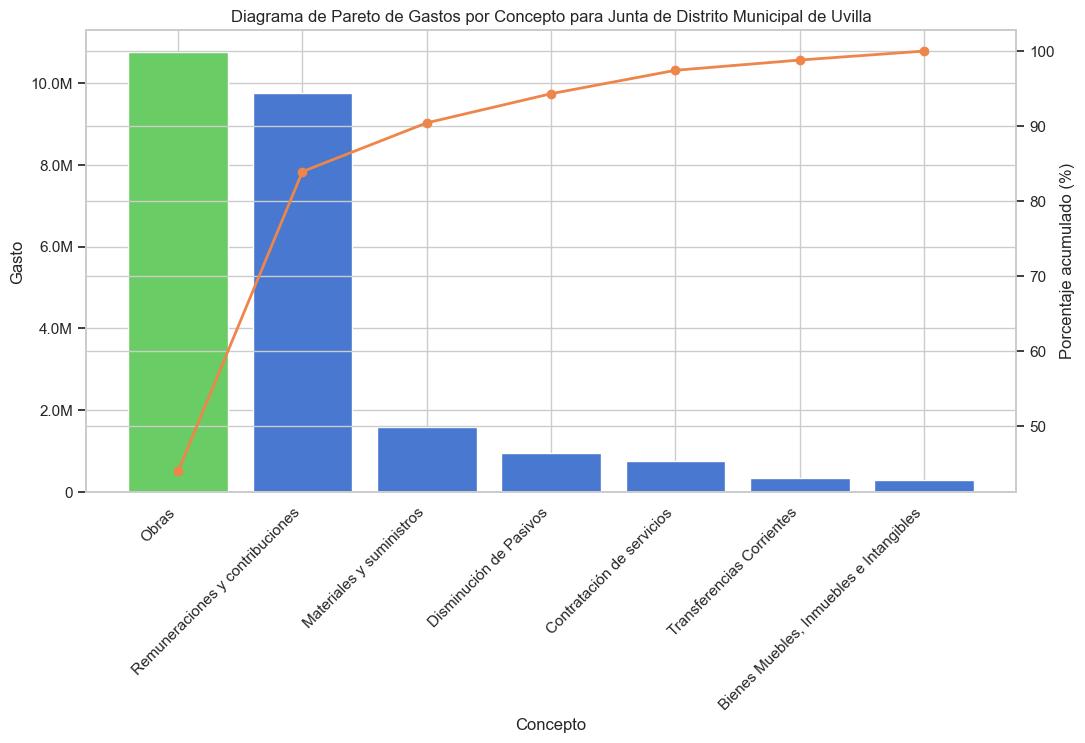 Diagrama de Pareto de Gastos por Concepto para Junta de Distrito Municipal de Uvilla
Gasto
10.0M
8.0M
6.0M
4.0M
2.0M
0
100
90
80
70
60
50
Porcentaje acumulado (%)
Obras
Remuneraciones y contribuciones
Materiales y suministros
Disminución de Pasivos
Contratación de servicios
Transferencias Corrientes
Bienes Muebles, Inmuebles e Intangibles
Concepto